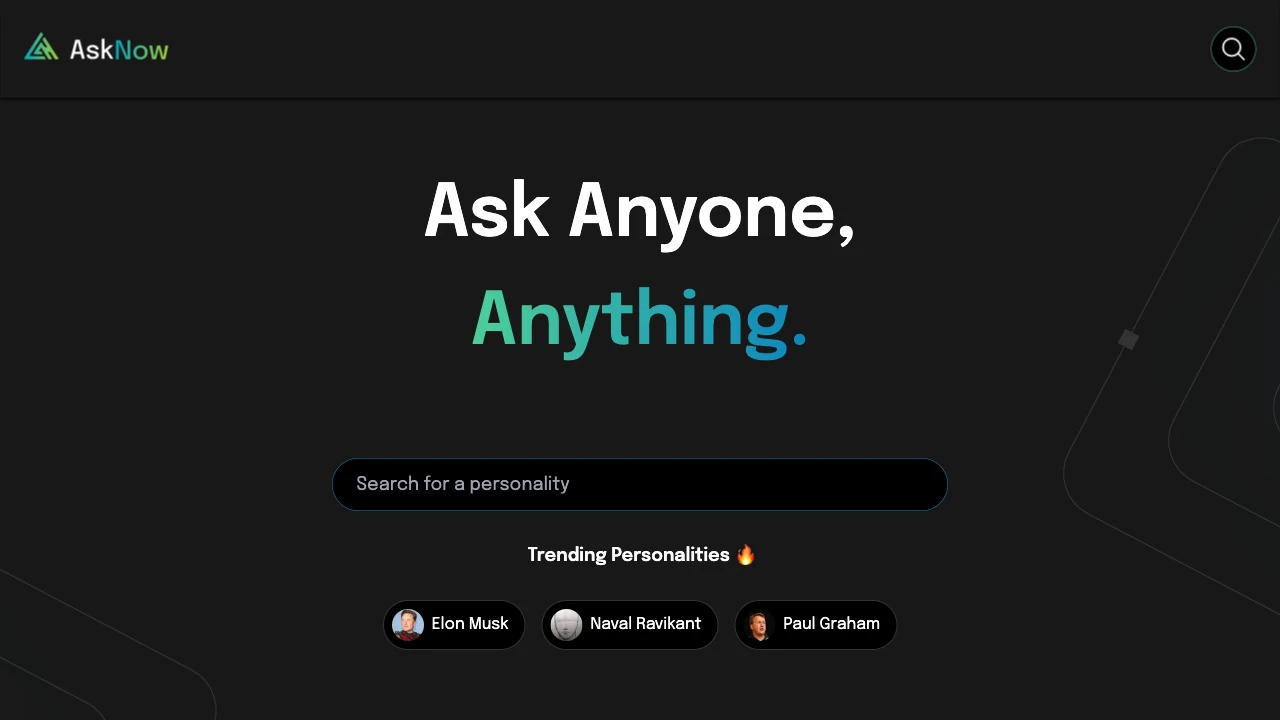 AskNow
Ask Anyone,
Anything.
Search for a personality
Trending Personalities 🔥
Elon Musk
Naval Ravikant
Paul Graham